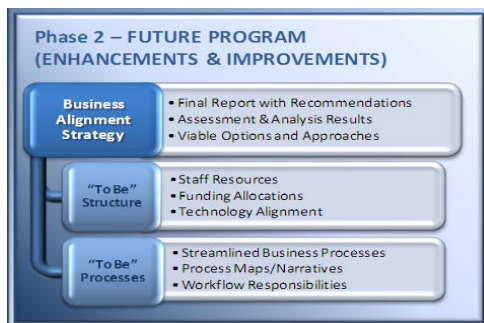 Phase 2 – FUTURE PROGRAM
(ENHANCEMENTS & IMPROVEMENTS)
Business
Alignment
Strategy
• Final Report with Recommendations
• Assessment & Analysis Results
• Viable Options and Approaches
“To Be”
Structure
• Staff Resources
• Funding Allocations
• Technology Alignment
“To Be”
Processes
• Streamlined Business Processes
• Process Maps/Narratives
• Workflow Responsibilities